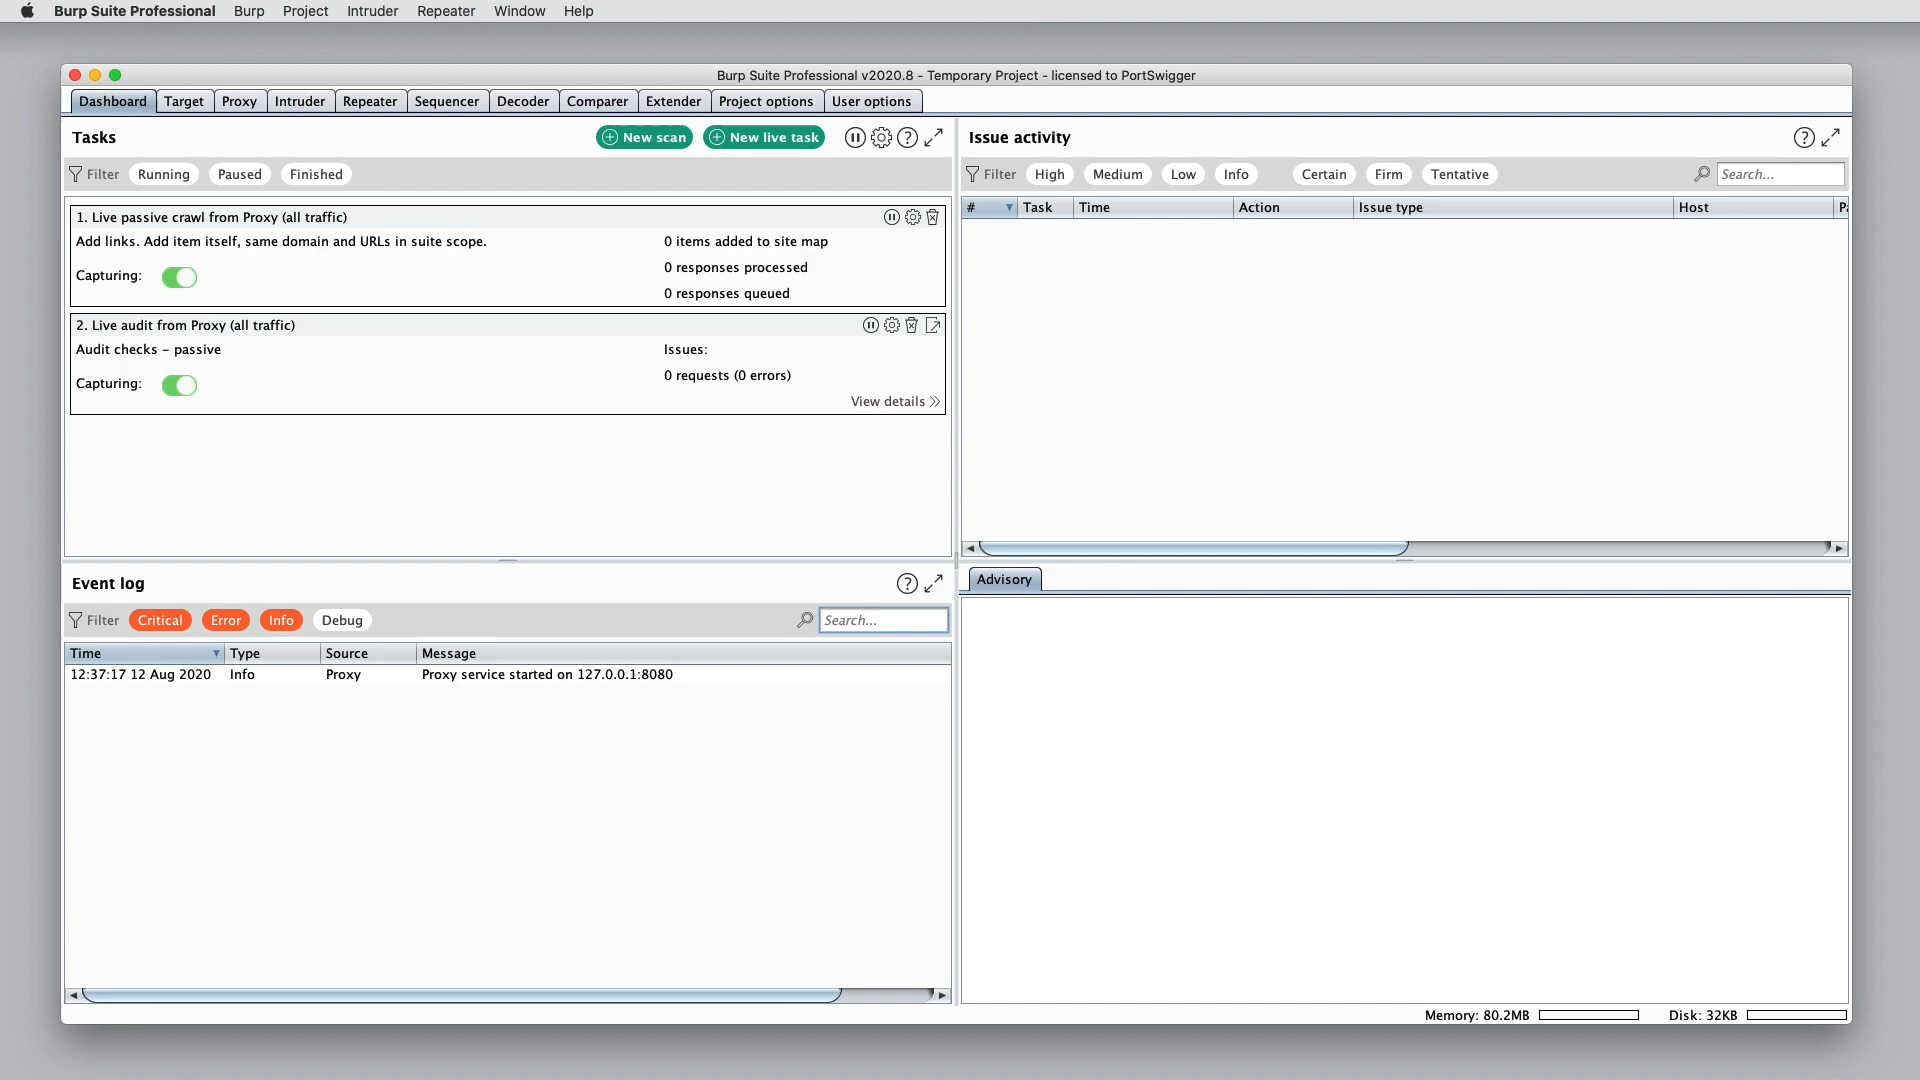 Burp Suite Professional Burp Project Intruder Repeater Window Help
Burp Suite Professional v2020.8 - Temporary Project - licensed to PortSwigger
Dashboard Target Proxy Intruder Repeater Sequencer Decoder Comparer Extender Project options User options
Tasks New scan New live task
Filter Running Paused Finished
1. Live passive crawl from Proxy (all traffic)
Add links. Add item itself, same domain and URLs in suite scope. 0 items added to site map
Capturing: 0 responses processed
0 responses queued
2. Live audit from Proxy (all traffic)
Audit checks - passive Issues:
Capturing: 0 requests (0 errors)
View details
Issue activity
Filter High Medium Low Info Certain Firm Tentative Search...
# Task Time Action Issue type Host
Event log
Filter Critical Error Info Debug Search...
Time Type Source Message
12:37:17 12 Aug 2020 Info Proxy Proxy service started on 127.0.0.1:8080
Advisory
Memory: 80.2MB Disk: 32KB